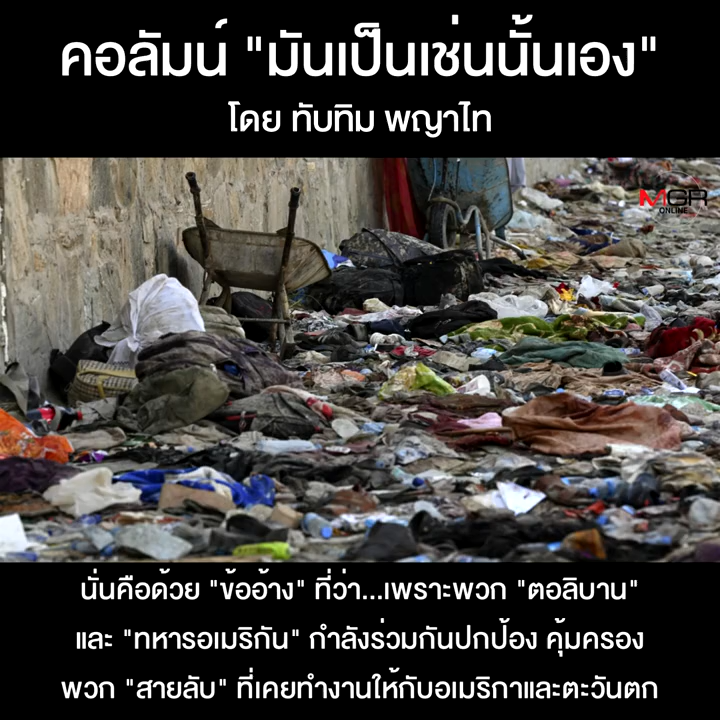 คอลัมน์ "มันเป็นเช่นนั้นเอง"
โดย ทับทิม พญาไท
MGR
ONLINE
นั่นคือด้วย "ข้ออ้าง" ที่ว่า...เพราะพวก "ตอลิบาน"
และ "ทหารอเมริกัน" กำลังร่วมกันปกป้อง คุ้มครอง
พวก "สายลับ" ที่เคยทำงานให้กับอเมริกาและตะวันตก